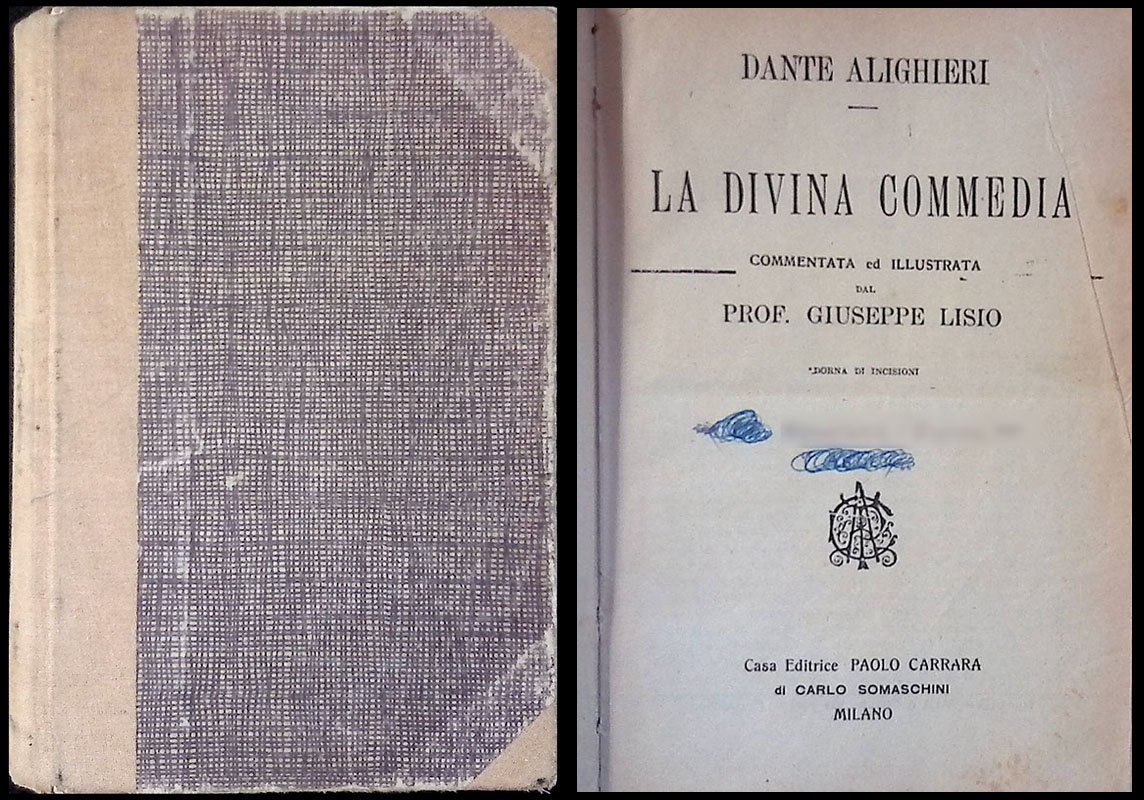 DANTE ALIGHIERI
LA DIVINA COMMEDIA
COMMENTATA ed ILLUSTRATA
DAL
PROF. GIUSEPPE LISIO
DORNA DI INCISIONI
Casa Editrice PAOLO CARRARA
di CARLO SOMASCHINI
MILANO